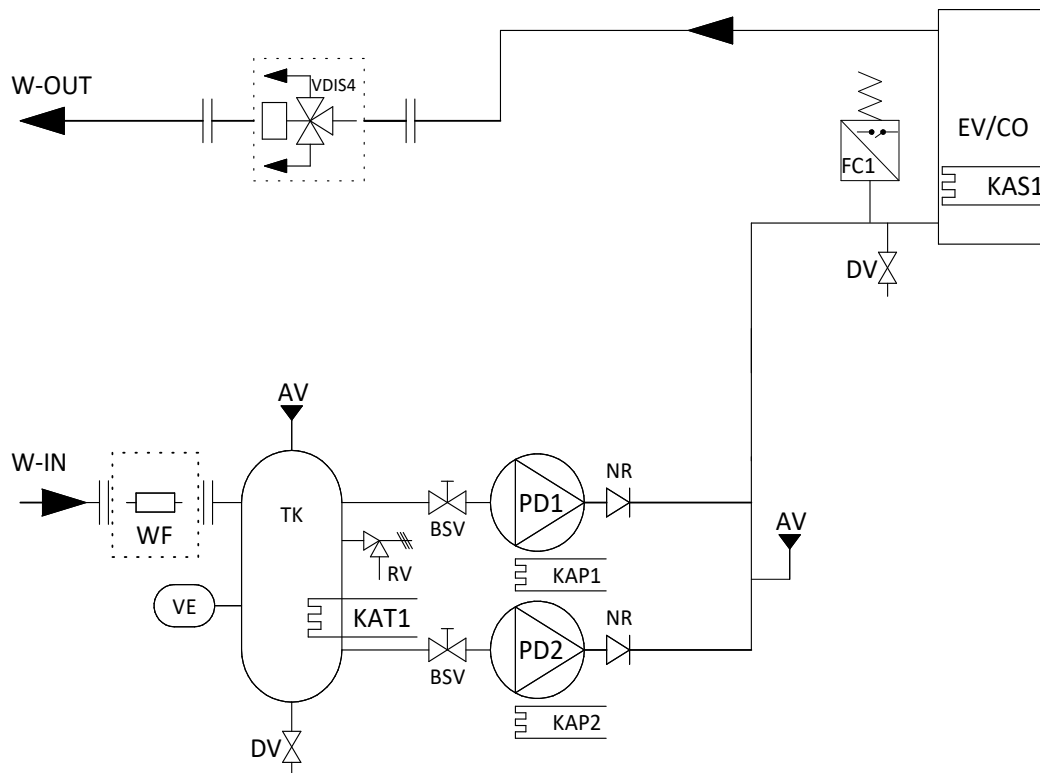 VDIS4
W-OUT
EV/CO
FC1
KAS1
DV
AV
W-IN
NR
TK
PD1
WF
BSV
AV
RV
KAP1
VE
KAT1
NR
PD2
BSV
KAP2
DV